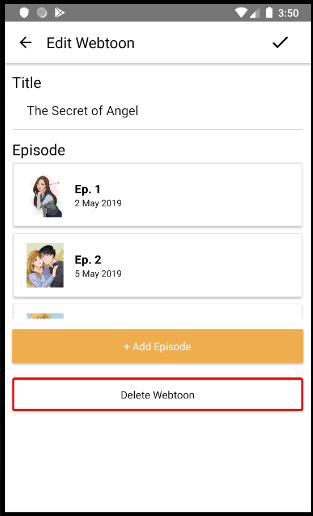 3:50
Edit Webtoon
Title
The Secret of Angel
Episode
Ep. 1
2 May 2019
Ep. 2
5 May 2019
+ Add Episode
Delete Webtoon